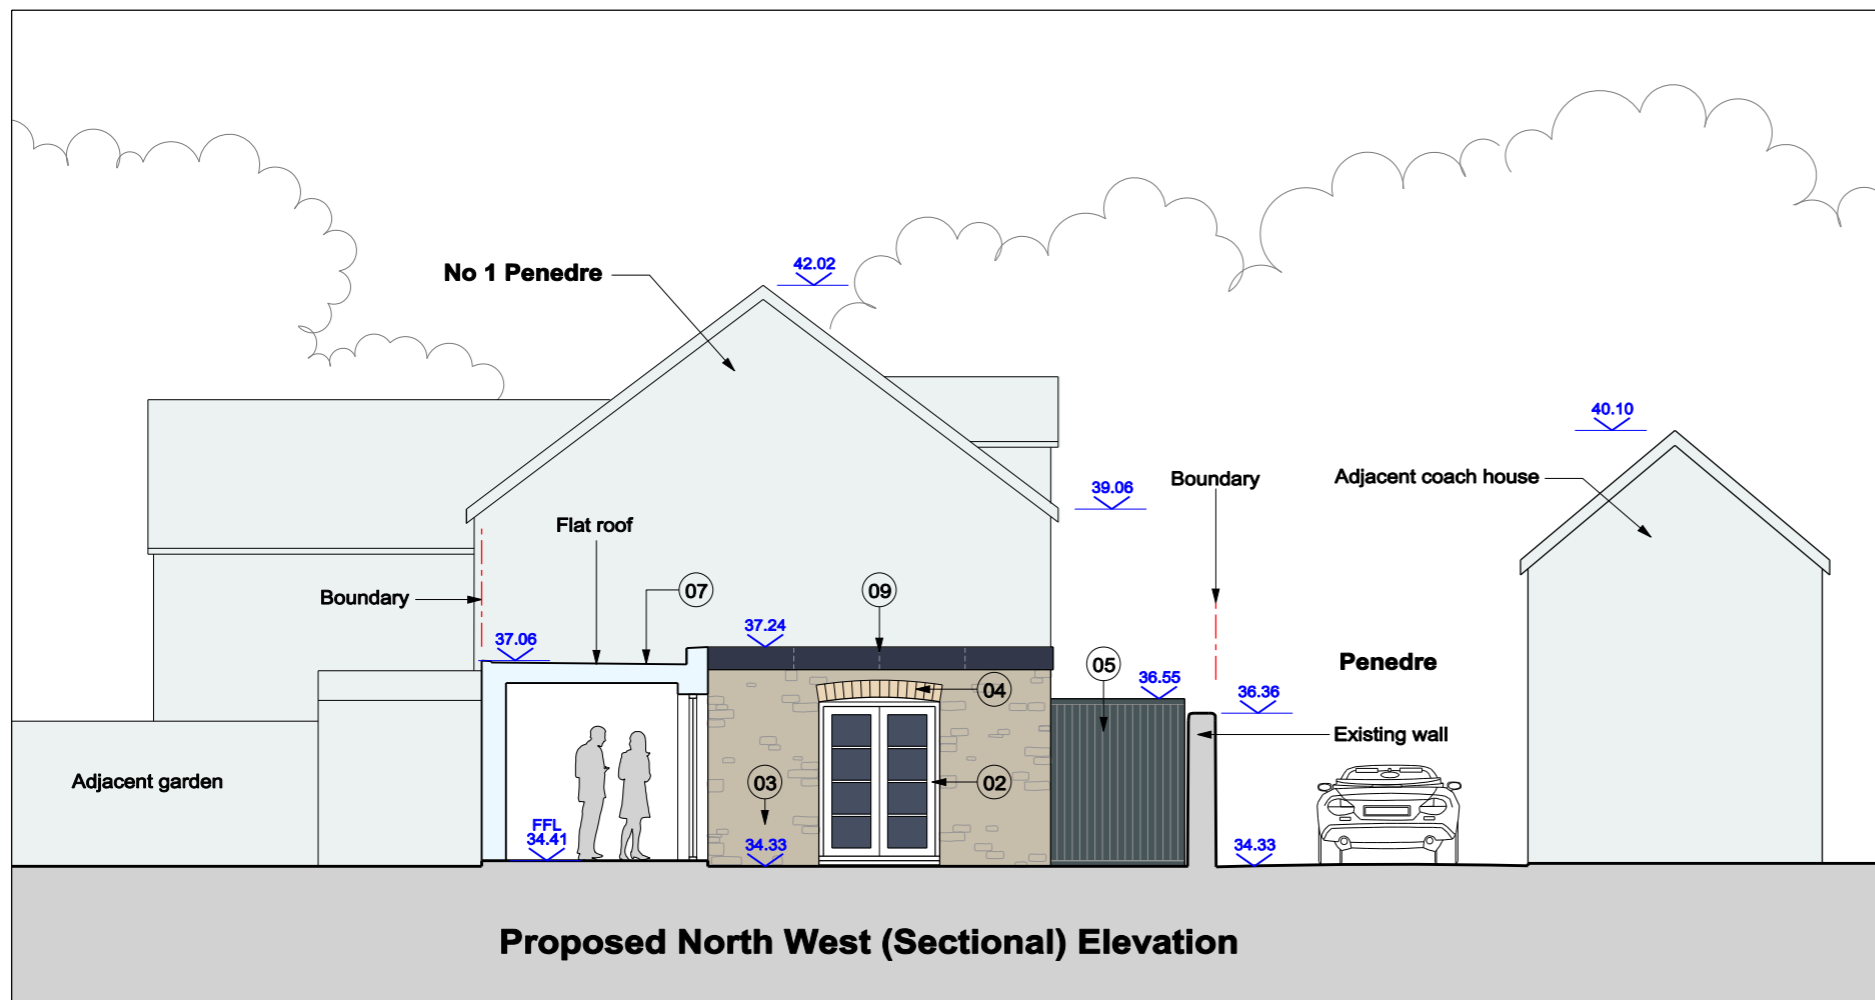 42.02
No 1 Penedre
40.10
Boundary
Adjacent coach house
39.06
Flat roof
Boundary
07
09
37.06
37.24
Penedre
05
36.55
36.36
04
Existing wall
Adjacent garden
03
02
FFL
34.41
34.33
34.33
Proposed North West (Sectional) Elevation